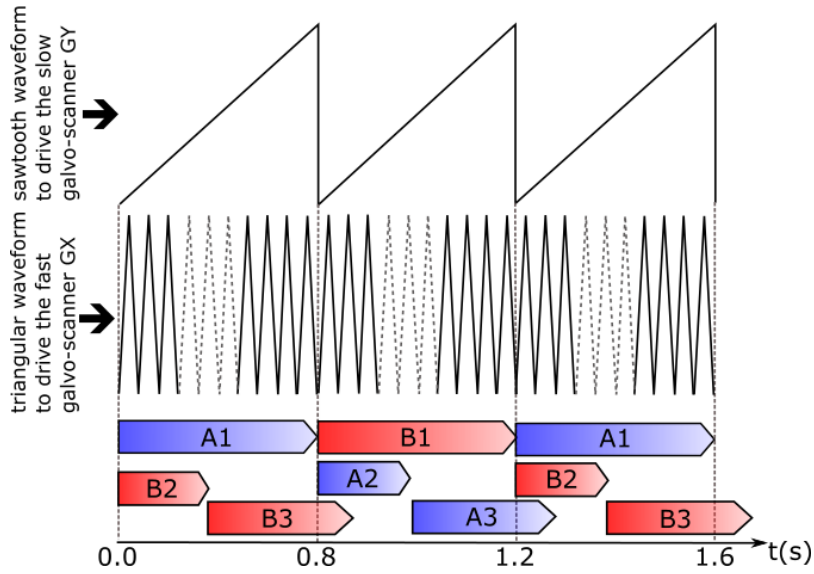 sawtooth waveform
to drive the slow
galvo-scanner GY
triangular waveform
to drive the fast
galvo-scanner GX
A1 B1 A1
B2 A2 B2
B3 A3 B3
0.0 0.8 1.2 1.6 t(s)